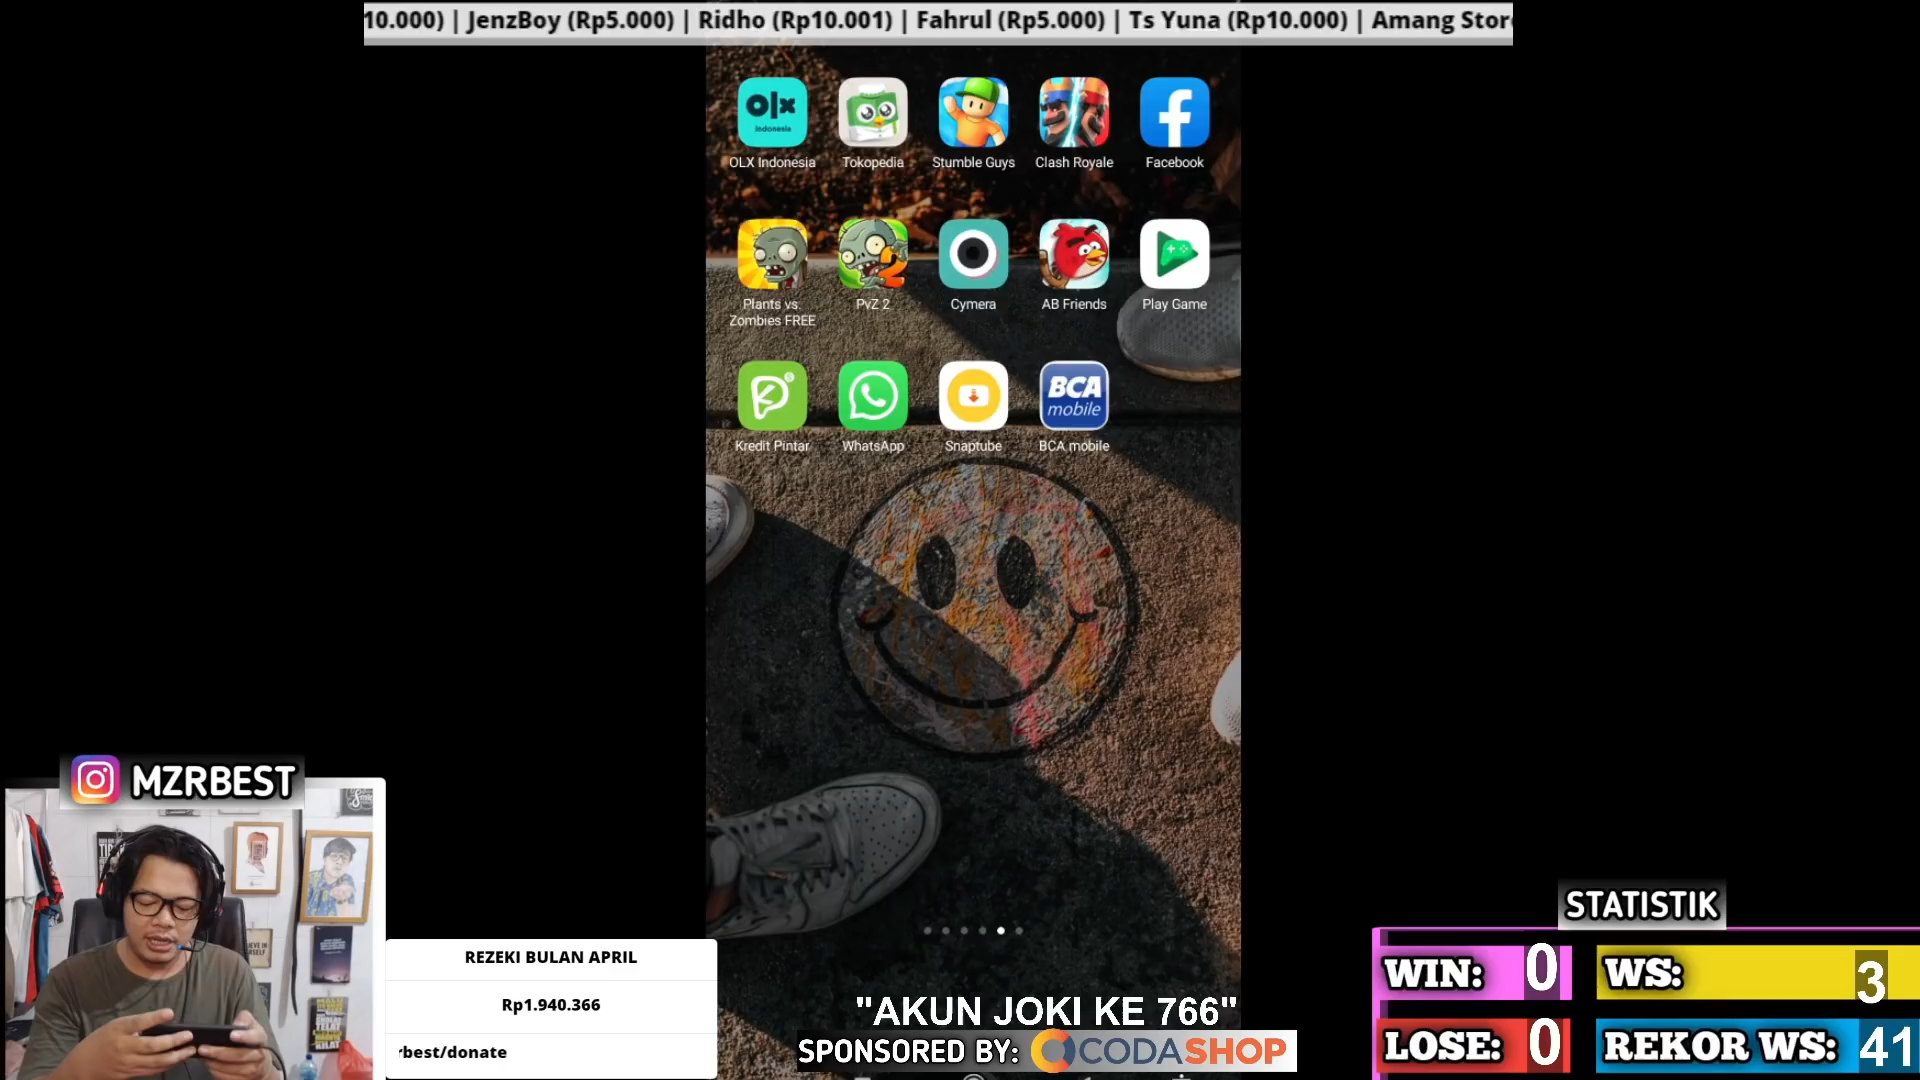 10.000) | JenzBoy (Rp5.000) | Ridho (Rp10.001) | Fahrul (Rp5.000) | Ts Yuna (Rp10.000) | Amang Stor
olx
Indonesia
OLX Indonesia
Tokopedia
Stumble Guys
Clash Royale
Facebook
Plants vs.
Zombies FREE
PvZ 2
Cymera
AB Friends
Play Game
BCA
mobile
Kredit Pintar
WhatsApp
Snaptube
BCA mobile
MZRBEST
REZEKI BULAN APRIL
Rp1.940.366
rbest/donate
"AKUN JOKI KE 766"
SPONSORED BY: CODASHOP
STATISTIK
WIN: 0
WS: 3
LOSE: 0
REKOR WS: 41